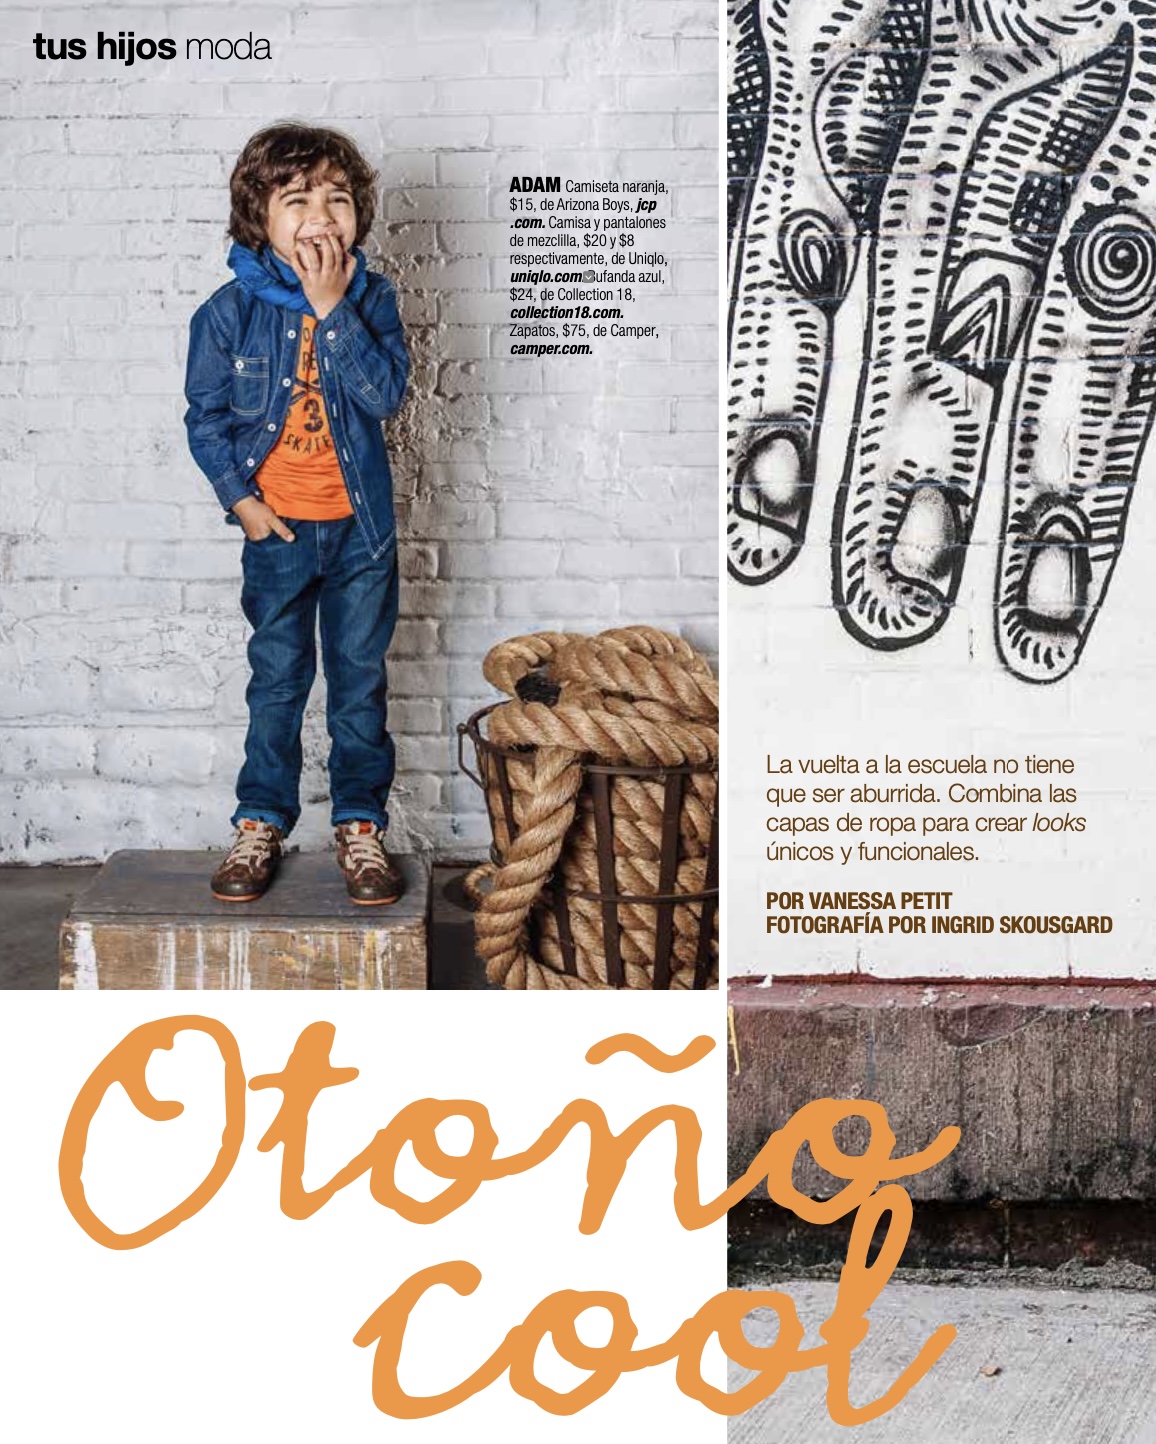 tus hijos moda
ADAM Camiseta naranja,
$15, de Arizona Boys, jcp
.com. Camisa y pantalones
de mezclilla, $20 y $8
respectivamente, de Uniqlo,
uniqlo.com ufanda azul,
$24, de Collection 18,
collection18.com.
Zapatos, $75, de Camper,
camper.com.
3
SKATE
La vuelta a la escuela no tiene
que ser aburrida. Combina las
capas de ropa para crear looks
únicos y funcionales.
POR VANESSA PETIT
FOTOGRAFÍA POR INGRID SKOUSGARD
Otoño
cool